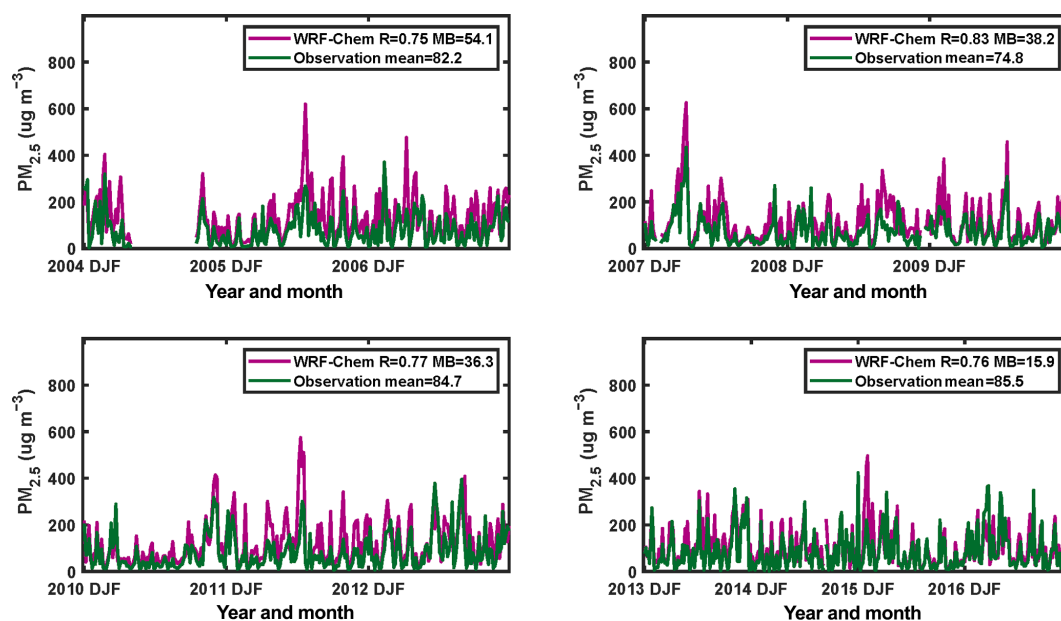 WRF-Chem R=0.75 MB=54.1
Observation mean=82.2
PM2.5 (ug m-3)
800
600
400
200
0
2004 DJF 2005 DJF 2006 DJF
Year and month
WRF-Chem R=0.83 MB=38.2
Observation mean=74.8
PM2.5 (ug m-3)
800
600
400
200
0
2007 DJF 2008 DJF 2009 DJF
Year and month
WRF-Chem R=0.77 MB=36.3
Observation mean=84.7
PM2.5 (ug m-3)
800
600
400
200
0
2010 DJF 2011 DJF 2012 DJF
Year and month
WRF-Chem R=0.76 MB=15.9
Observation mean=85.5
PM2.5 (ug m-3)
800
600
400
200
0
2013 DJF 2014 DJF 2015 DJF 2016 DJF
Year and month